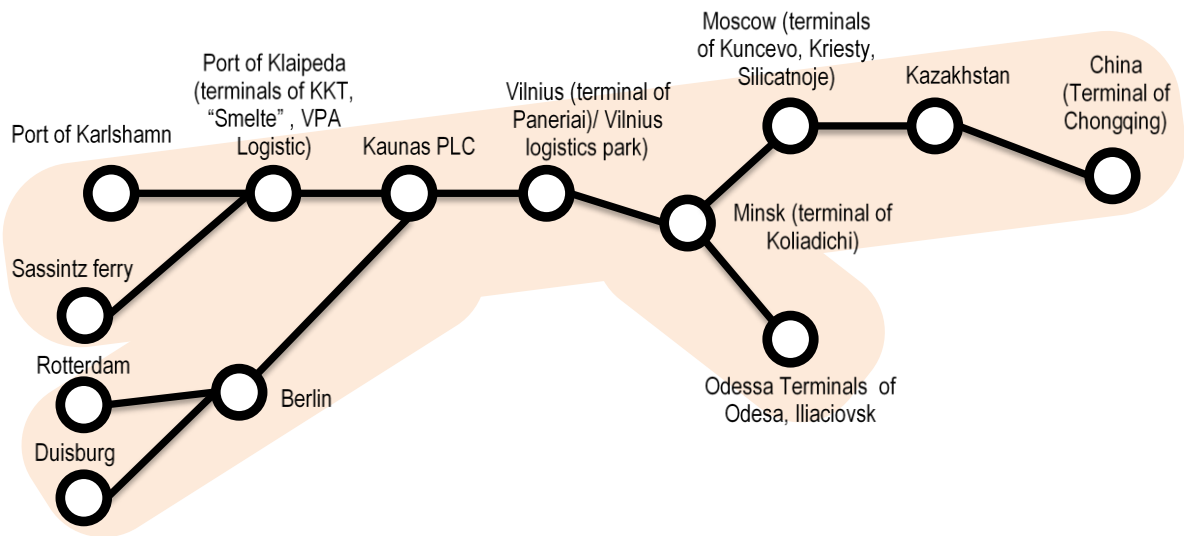 Port of Karlshamn
Port of Klaipeda
(terminals of KKT,
“Smelte” , VPA
Logistic)
Kaunas PLC
Vilnius (terminal of
Paneriai)/ Vilnius
logistics park)
Moscow (terminals
of Kuncevo, Kriesty,
Silicatnoje)
Kazakhstan
China
(Terminal of
Chongqing)
Minsk (terminal of
Koliadichi)
Sassintz ferry
Rotterdam
Berlin
Duisburg
Odessa Terminals of
Odesa, Iliaciovsk